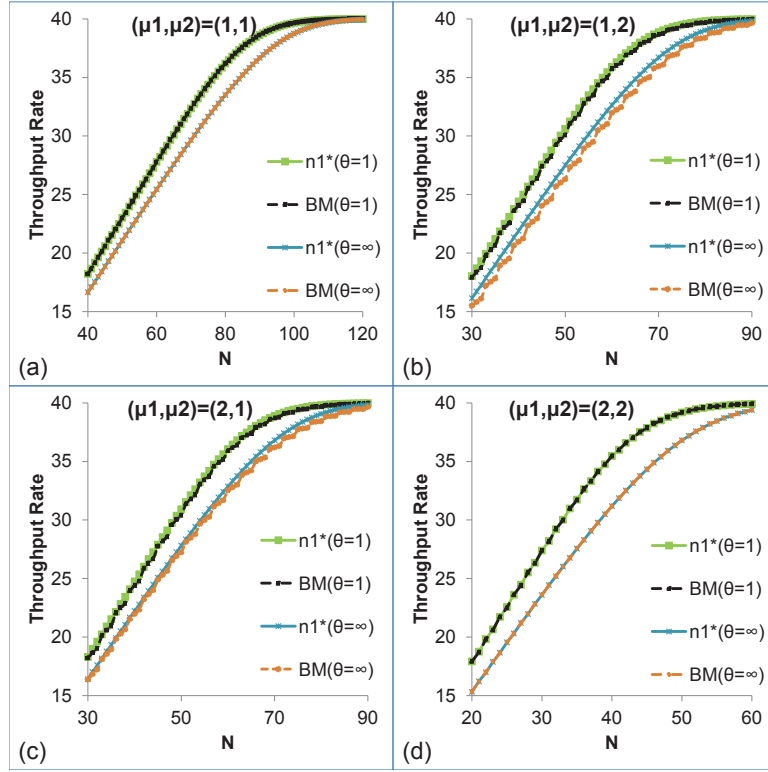 (μ1,μ2)=(1,1)
Throughput Rate
40
35
30
25
20
15
n1*(θ=1)
BM(θ=1)
n1*(θ=∞)
BM(θ=∞)
40 60 80 100 120
N
(a)
(μ1,μ2)=(1,2)
Throughput Rate
40
35
30
25
20
15
n1*(θ=1)
BM(θ=1)
n1*(θ=∞)
BM(θ=∞)
30 50 70 90
N
(b)
(μ1,μ2)=(2,1)
Throughput Rate
40
35
30
25
20
15
n1*(θ=1)
BM(θ=1)
n1*(θ=∞)
BM(θ=∞)
30 50 70 90
N
(c)
(μ1,μ2)=(2,2)
Throughput Rate
40
35
30
25
20
15
n1*(θ=1)
BM(θ=1)
n1*(θ=∞)
BM(θ=∞)
20 30 40 50 60
N
(d)